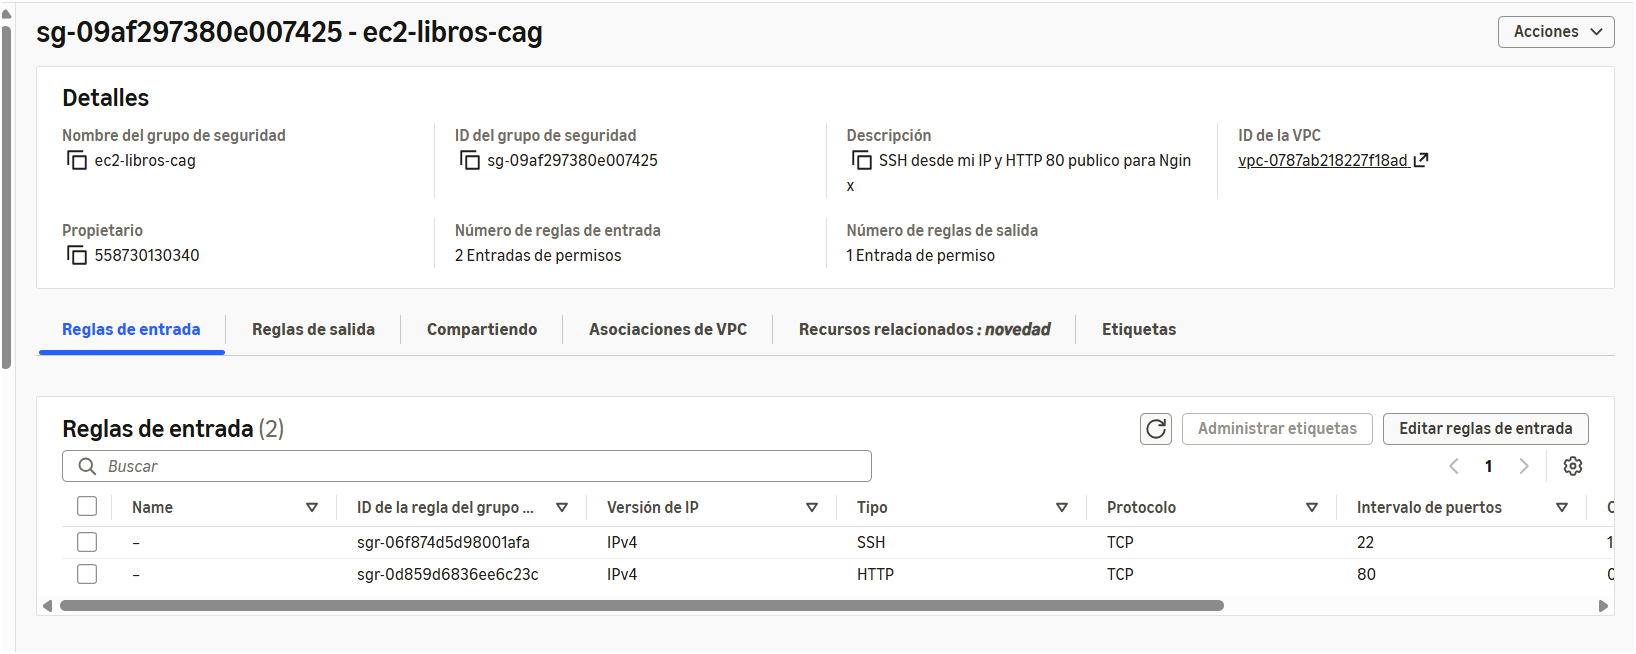 sg-09af297380e007425 - ec2-libros-cag
Acciones
Detalles
Nombre del grupo de seguridad
ec2-libros-cag
ID del grupo de seguridad
sg-09af297380e007425
Descripción
SSH desde mi IP y HTTP 80 publico para Ngin
x
ID de la VPC
vpc-0787ab218227f18ad
Propietario
558730130340
Número de reglas de entrada
2 Entradas de permisos
Número de reglas de salida
1 Entrada de permiso
Reglas de entrada
Reglas de salida
Compartiendo
Asociaciones de VPC
Recursos relacionados : novedad
Etiquetas
Reglas de entrada (2)
Administrar etiquetas
Editar reglas de entrada
Buscar
1
Name ID de la regla del grupo ... Versión de IP Tipo Protocolo Intervalo de puertos
– sgr-06f874d5d98001afa IPv4 SSH TCP 22
– sgr-0d859d6836ee6c23c IPv4 HTTP TCP 80